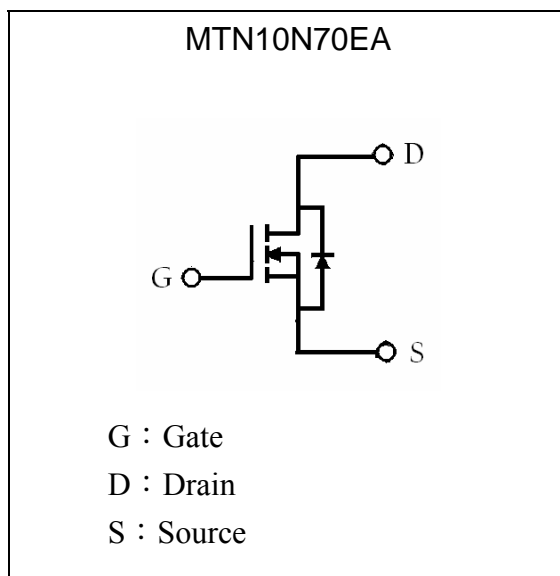 MTN10N70EA
D
G
S
G：Gate
D：Drain
S：Source